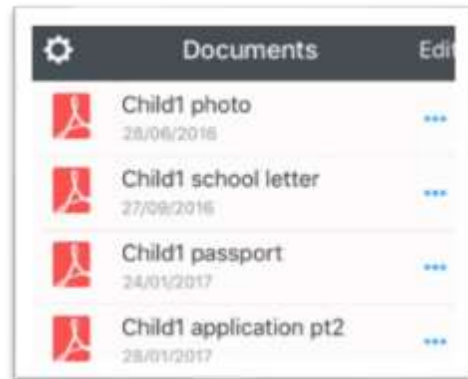 Documents
Edit
Child1 photo
28/06/2016
Child1 school letter
27/09/2016
Child1 passport
24/01/2017
Child1 application pt2
28/01/2017